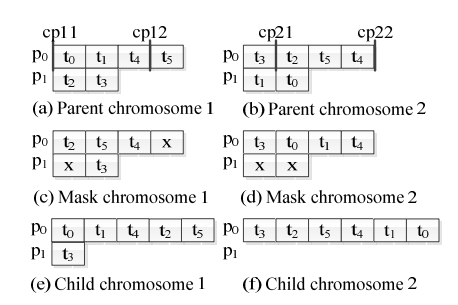 cp11 cp12 cp21 cp22
p0 t0 t1 t4 t5 p0 t3 t2 t5 t4
p1 t2 t3 p1 t1 t0
(a) Parent chromosome 1 (b) Parent chromosome 2
p0 t2 t5 t4 x p0 t3 t0 t1 t4
p1 x t3 p1 x x
(c) Mask chromosome 1 (d) Mask chromosome 2
p0 t0 t1 t4 t2 t5 p0 t3 t2 t5 t4 t1 t0
p1 t3 p1
(e) Child chromosome 1 (f) Child chromosome 2